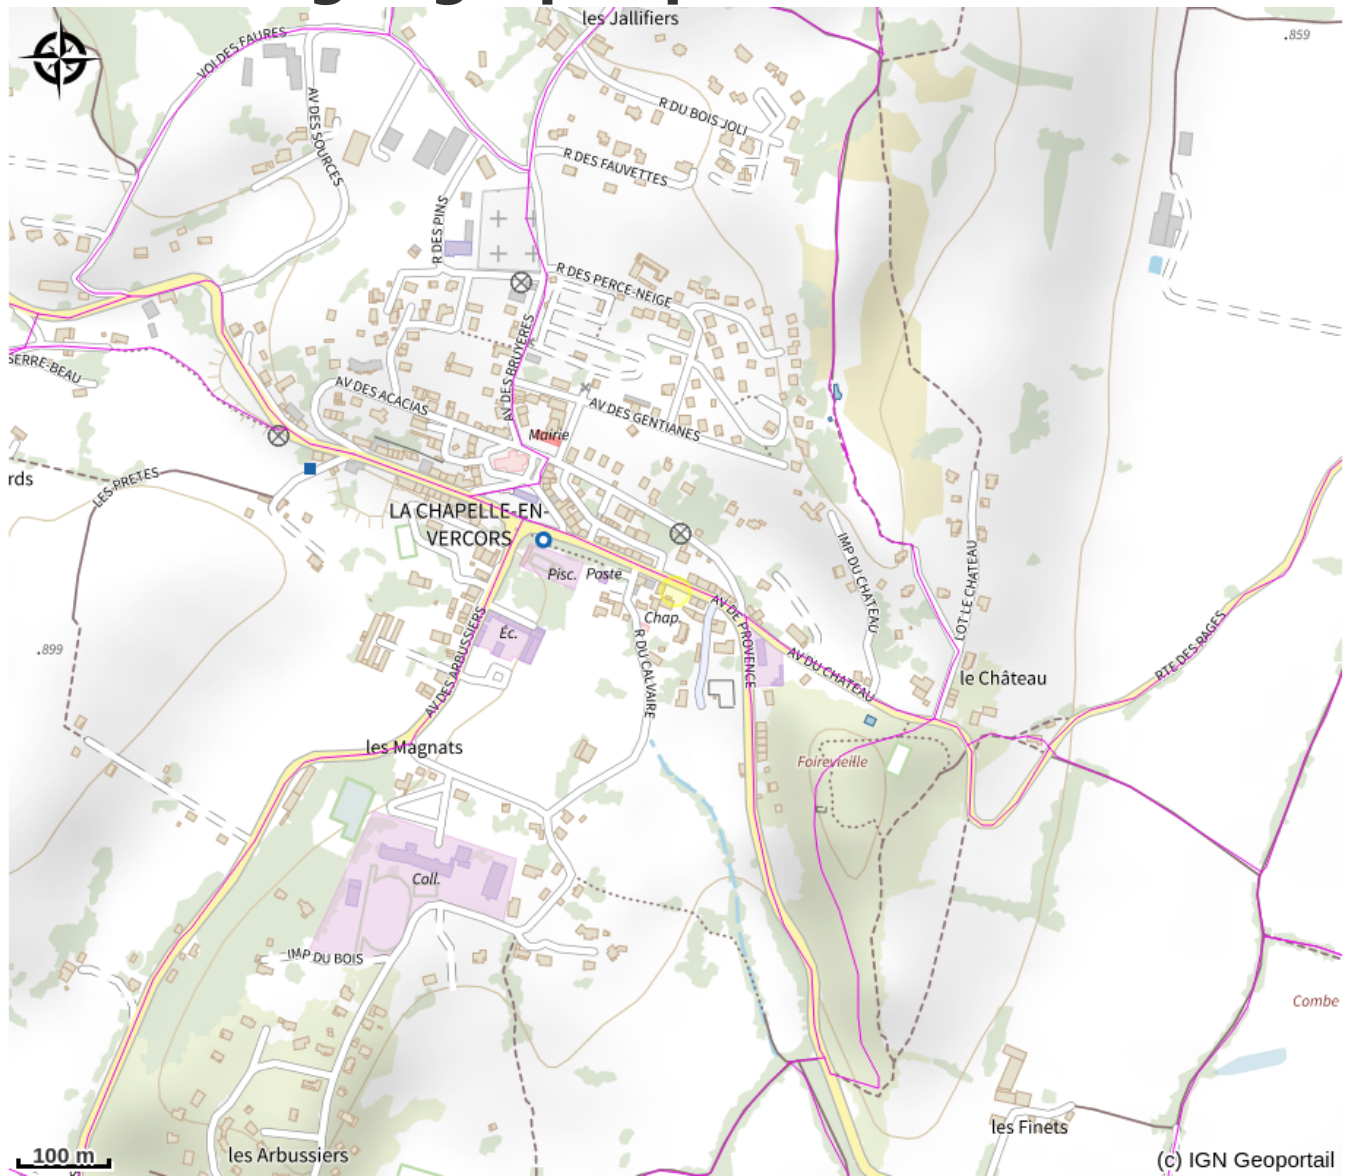 les Jallifiers
.859
VOI DES FAURES
AV DES SOURCES
R DU BOIS JOLI
R DES FAUVETTES
R DES PINS
R DES PERCE-NEIGE
AV DES BRUYERES
SERRE-BEAU
AV DES ACACIAS
AV DES GENTIANES
Mairie
rds
LES PRETES
LA CHAPELLE-EN-
VERCORS
IMP DU CHATEAU
LOT LE CHATEAU
Pisc.
Poste
Chap.
AV DE PROVENCE
Éc.
AV DES ARBUSSIERS
R DU CALVAIRE
AV DU CHATEAU
RTE DES RAGES
.899
le Château
les Magnats
Foirevieille
Coll.
IMP DU BOIS
Combe
les Finets
les Arbussiers
100 m
(c) IGN Geoportail